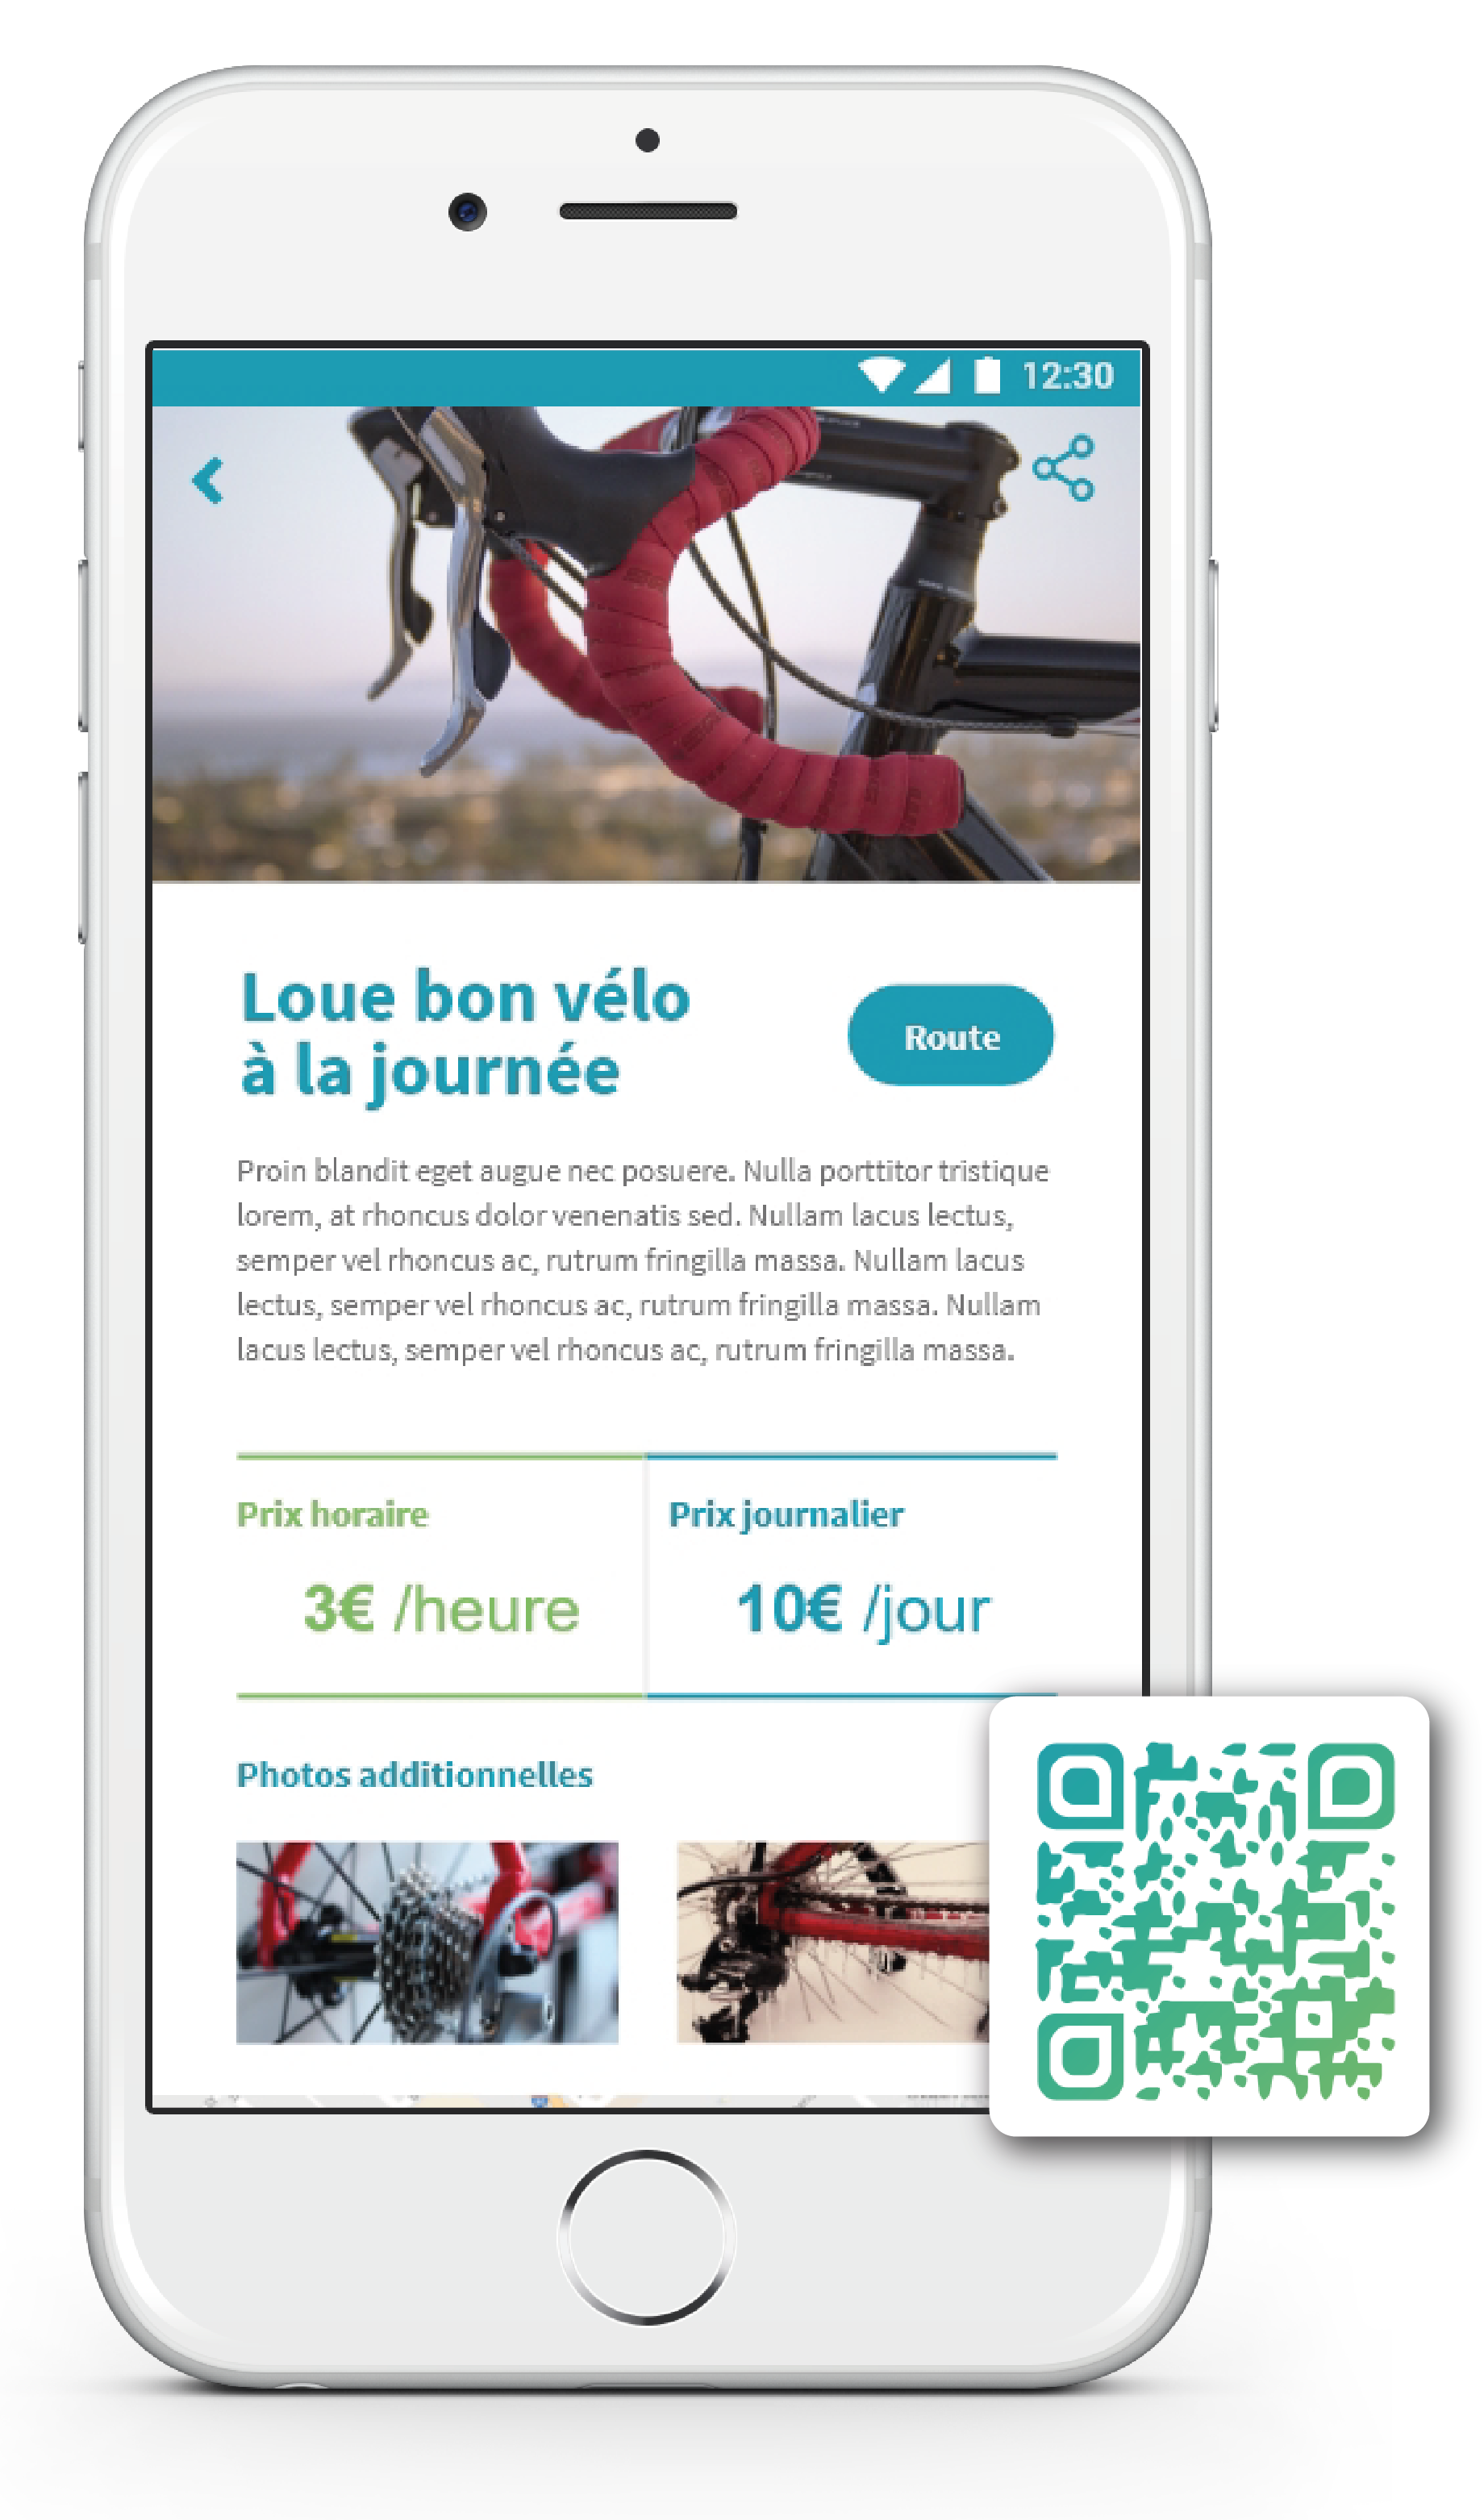 12:30
Loue bon vélo
à la journée
Route
Proin blandit eget augue nec posuere. Nulla porttitor tristique
lorem, at rhoncus dolor venenatis sed. Nullam lacus lectus,
semper vel rhoncus ac, rutrum fringilla massa. Nullam lacus
lectus, semper vel rhoncus ac, rutrum fringilla massa. Nullam
lacus lectus, semper vel rhoncus ac, rutrum fringilla massa.
Prix horaire
Prix journalier
3€ /heure
10€ /jour
Photos additionnelles